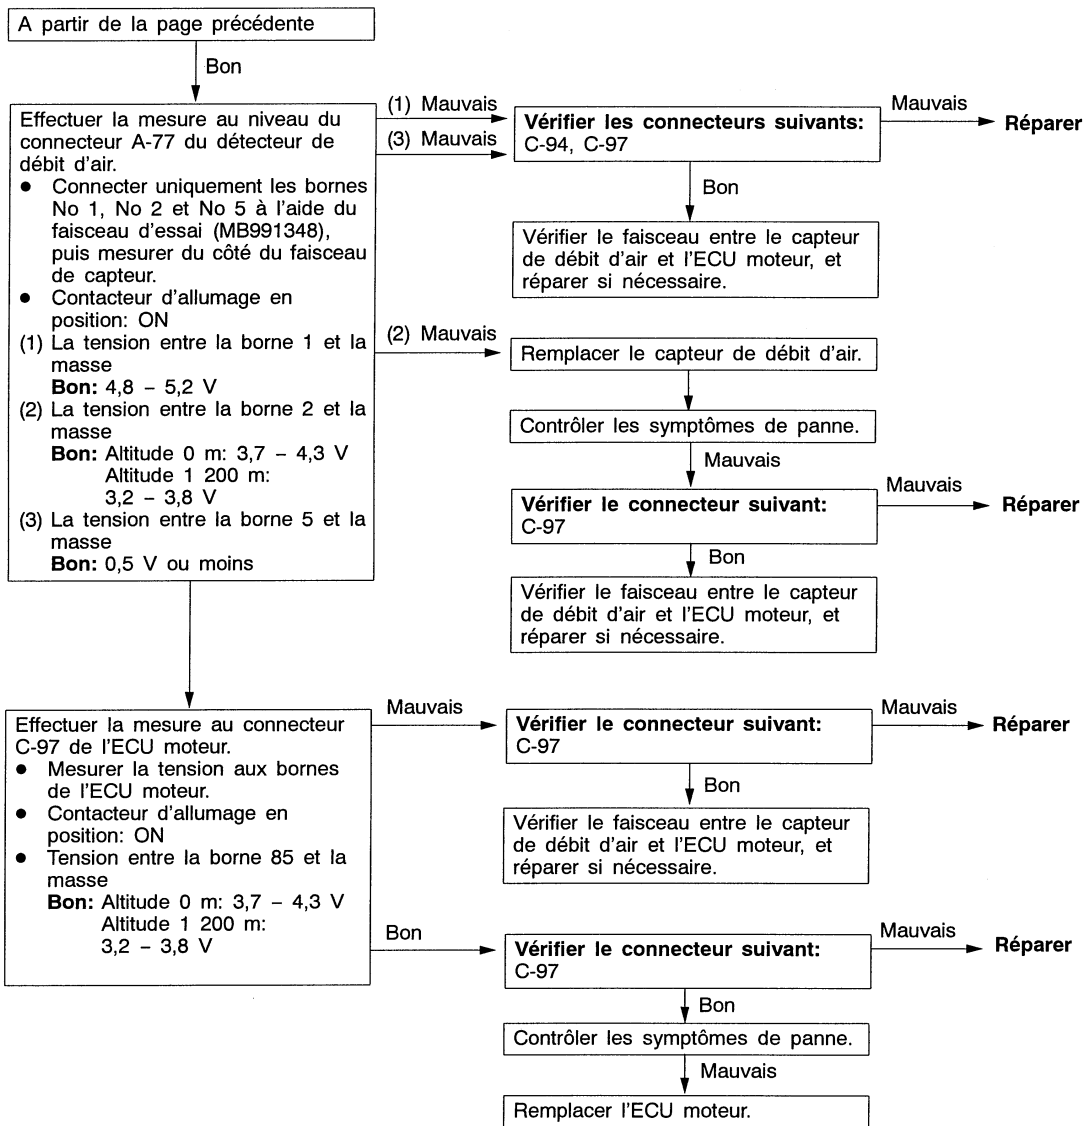 A partir de la page précédente
Bon
Effectuer la mesure au niveau du
connecteur A-77 du détecteur de
débit d'air.
● Connecter uniquement les bornes
No 1, No 2 et No 5 à l'aide du
faisceau d'essai (MB991348),
puis mesurer du côté du faisceau
de capteur.
● Contacteur d'allumage en
position: ON
(1) La tension entre la borne 1 et la
masse
Bon: 4,8 – 5,2 V
(2) La tension entre la borne 2 et la
masse
Bon: Altitude 0 m: 3,7 – 4,3 V
Altitude 1 200 m:
3,2 – 3,8 V
(3) La tension entre la borne 5 et la
masse
Bon: 0,5 V ou moins
(1) Mauvais
(3) Mauvais
Vérifier les connecteurs suivants:
C-94, C-97
Mauvais
Réparer
Bon
Vérifier le faisceau entre le capteur
de débit d'air et l'ECU moteur, et
réparer si nécessaire.
(2) Mauvais
Remplacer le capteur de débit d'air.
Contrôler les symptômes de panne.
Mauvais
Vérifier le connecteur suivant:
C-97
Mauvais
Réparer
Bon
Vérifier le faisceau entre le capteur
de débit d'air et l'ECU moteur, et
réparer si nécessaire.
Effectuer la mesure au connecteur
C-97 de l'ECU moteur.
● Mesurer la tension aux bornes
de l'ECU moteur.
● Contacteur d'allumage en
position: ON
● Tension entre la borne 85 et la
masse
Bon: Altitude 0 m: 3,7 – 4,3 V
Altitude 1 200 m:
3,2 – 3,8 V
Mauvais
Vérifier le connecteur suivant:
C-97
Mauvais
Réparer
Bon
Vérifier le faisceau entre le capteur
de débit d'air et l'ECU moteur, et
réparer si nécessaire.
Bon
Vérifier le connecteur suivant:
C-97
Mauvais
Réparer
Bon
Contrôler les symptômes de panne.
Mauvais
Remplacer l'ECU moteur.